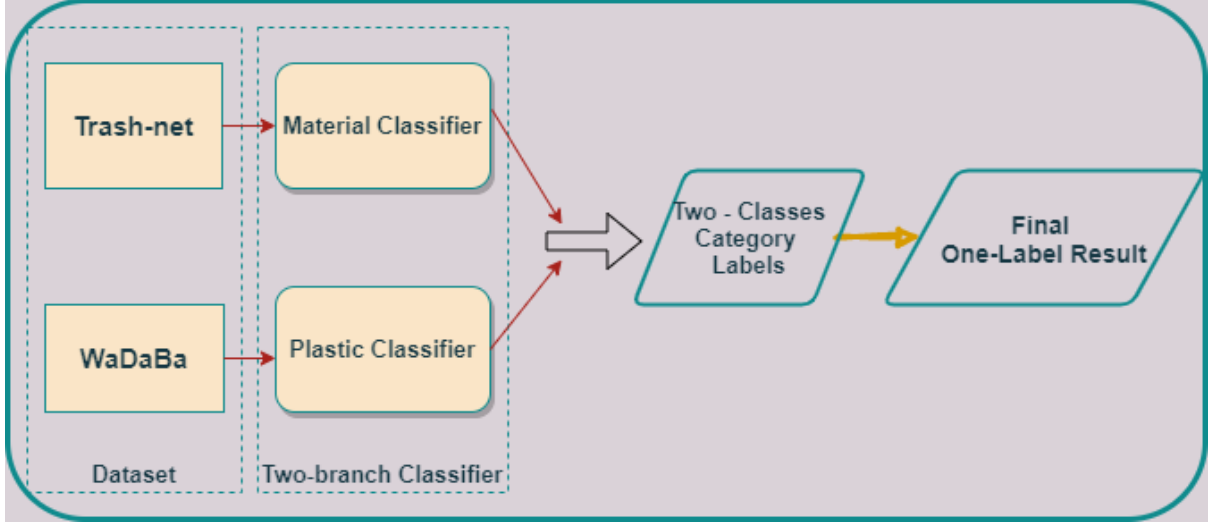 Trash-net
Material Classifier
WaDaBa
Plastic Classifier
Dataset
Two-branch Classifier
Two - Classes
Category
Labels
Final
One-Label Result